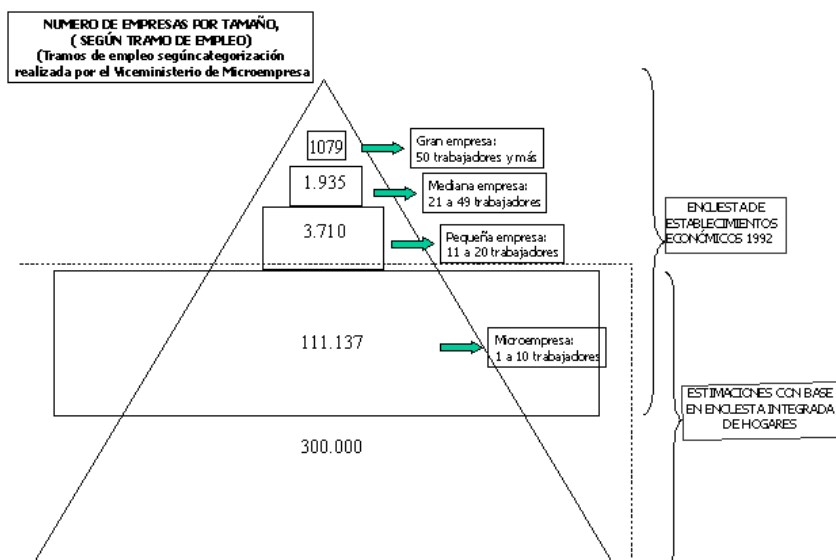 NUMERO DE EMPRESAS POR TAMAÑO,
( SEGÚN TRAMO DE EMPLEO)
(Tramos de empleo segúncategorización
realizada por el Viceministerio de Microempresa
1079
Gran empresa:
50 trabajadores y más
1.935
Mediana empresa:
21 a 49 trabajadores
3.710
Pequeña empresa:
11 a 20 trabajadores
ENCUESTA DE
ESTABLECIMIENTOS
ECONÓMICOS 1992
111.137
Microempresa:
1 a 10 trabajadores
ESTIMACIONES CON BASE
EN ENCUESTA INTEGRADA
DE HOGARES
300.000